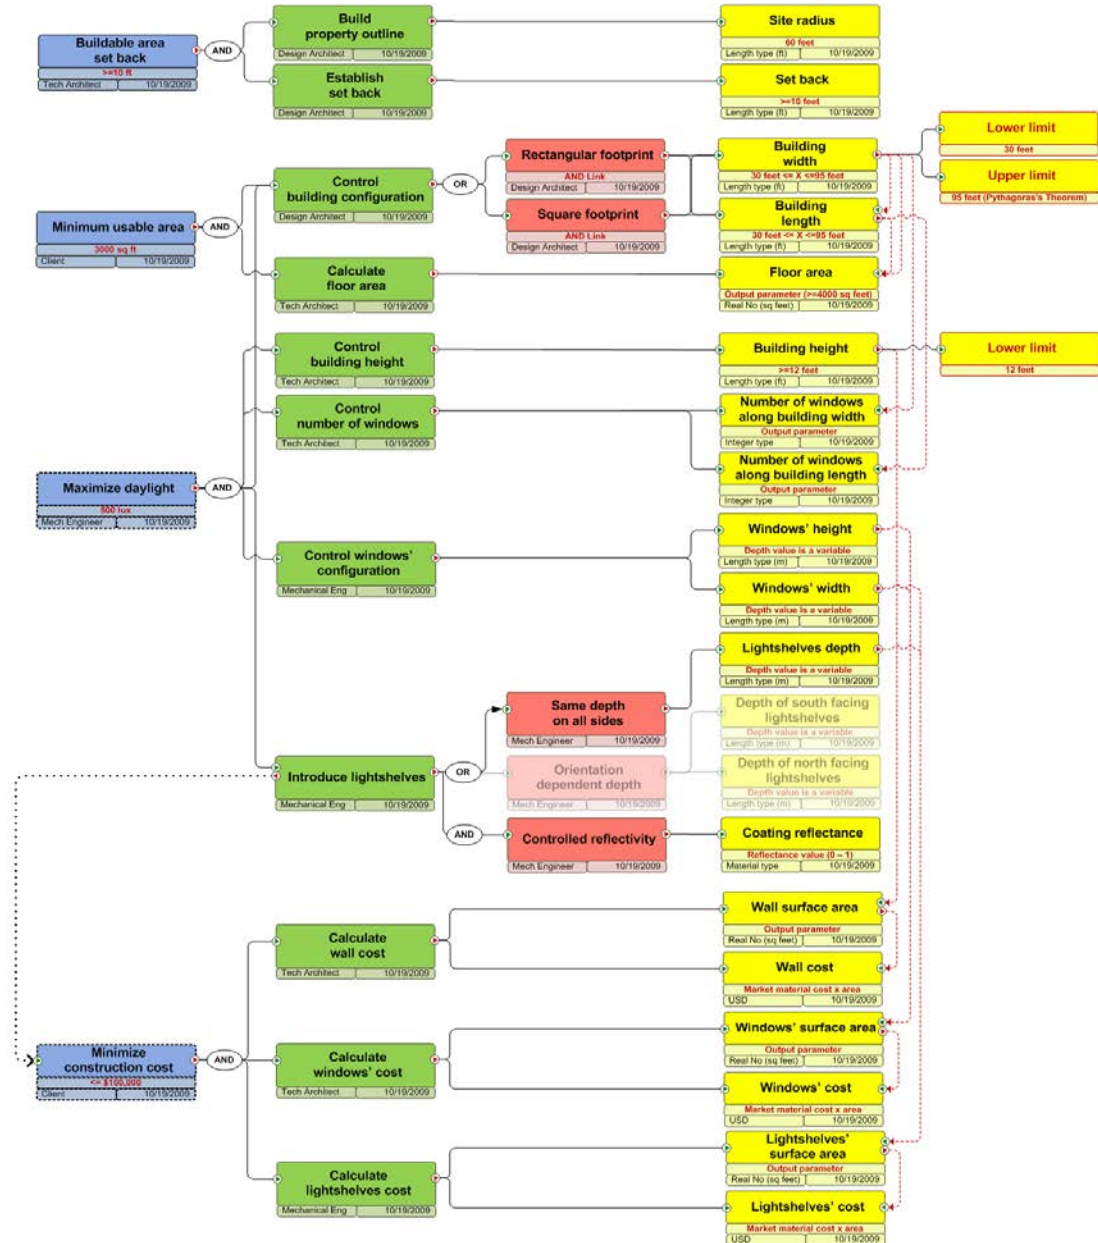 Buildable area
set back
>=10 ft
Tech Architect 10/19/2009
AND
Build
property outline
Design Architect 10/19/2009
Establish
set back
Design Architect 10/19/2009
Site radius
60 feet
Length type (ft) 10/19/2009
Set back
>=10 feet
Length type (ft) 10/19/2009
Minimum usable area
3000 sq ft
Client 10/19/2009
AND
Control
building configuration
Design Architect 10/19/2009
OR
Rectangular footprint
AND Link
Design Architect 10/19/2009
Square footprint
AND Link
Design Architect 10/19/2009
Building
width
30 feet <= X <=95 feet
Length type (ft) 10/19/2009
Lower limit
30 feet
Upper limit
95 feet (Pythagoras's Theorem)
Building
length
30 feet <= X <=95 feet
Length type (ft) 10/19/2009
Calculate
floor area
Tech Architect 10/19/2009
Floor area
Output parameter (>=4000 sq feet)
Real No (sq feet) 10/19/2009
Maximize daylight
500 lux
Mech Engineer 10/19/2009
AND
Control
building height
Tech Architect 10/19/2009
Building height
>=12 feet
Length type (ft) 10/19/2009
Lower limit
12 feet
Control
number of windows
Tech Architect 10/19/2009
Number of windows
along building width
Output parameter
Integer type 10/19/2009
Number of windows
along building length
Output parameter
Integer type 10/19/2009
Control windows'
configuration
Mechanical Eng 10/19/2009
Windows' height
Depth value is a variable
Length type (m) 10/19/2009
Windows' width
Depth value is a variable
Length type (m) 10/19/2009
Introduce lightshelves
Mechanical Eng 10/19/2009
OR
AND
Same depth
on all sides
Mech Engineer 10/19/2009
Orientation
dependent depth
Mech Engineer 10/19/2009
Controlled reflectivity
Mech Engineer 10/19/2009
Lightshelves depth
Depth value is a variable
Length type (m) 10/19/2009
Depth of south facing
lightshelves
Depth value is a variable
Length type (m) 10/19/2009
Depth of north facing
lightshelves
Depth value is a variable
Length type (m) 10/19/2009
Coating reflectance
Reflectance value (0 – 1)
Material type 10/19/2009
Minimize
construction cost
<= $100,000
Client 10/19/2009
AND
Calculate
wall cost
Tech Architect 10/19/2009
Wall surface area
Output parameter
Real No (sq feet) 10/19/2009
Wall cost
Market material cost x area
USD 10/19/2009
Calculate
windows' cost
Tech Architect 10/19/2009
Windows' surface area
Output parameter
Real No (sq feet) 10/19/2009
Windows' cost
Market material cost x area
USD 10/19/2009
Calculate
lightshelves cost
Mechanical Eng 10/19/2009
Lightshelves'
surface area
Output parameter
Real No (sq feet) 10/19/2009
Lightshelves' cost
Market material cost x area
USD 10/19/2009